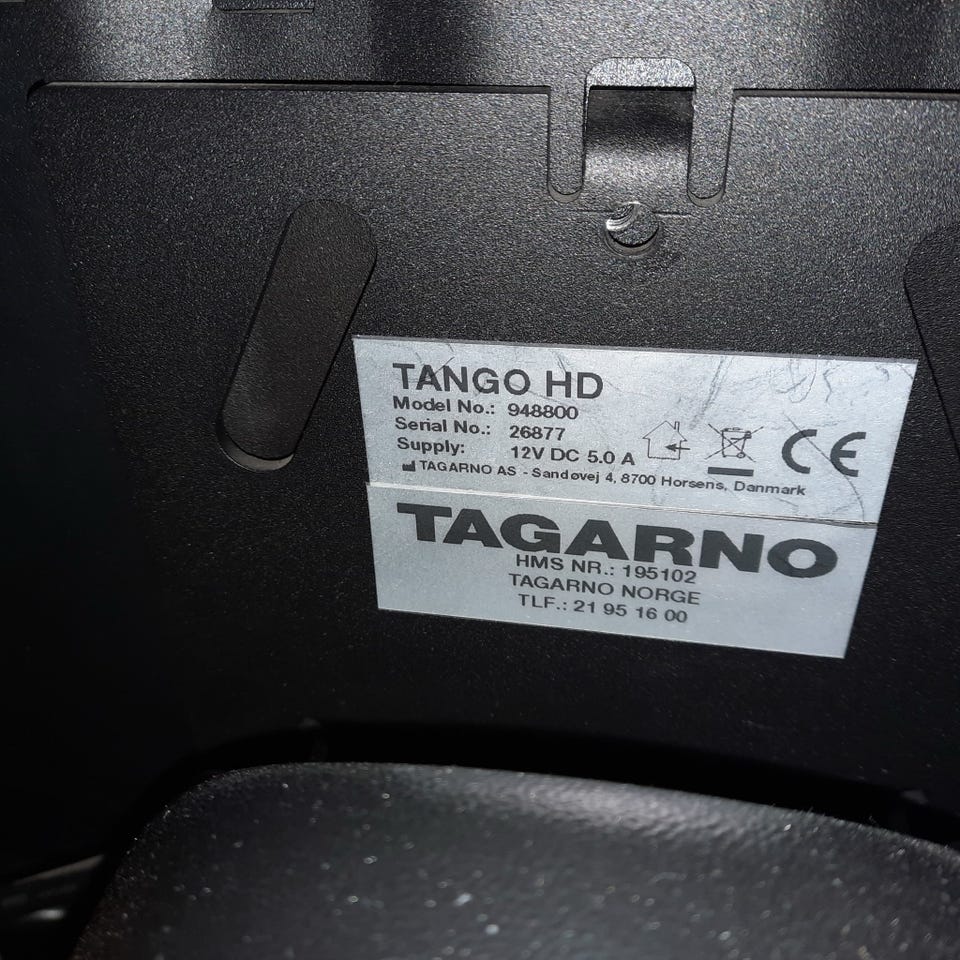 TANGO HD
Model No.: 948800
Serial No.: 26877
Supply: 12V DC 5.0 A
TAGARNO AS - Sandøvej 4, 8700 Horsens, Danmark
CE
TAGARNO
HMS NR.: 195102
TAGARNO NORGE
TLF.: 21 95 16 00